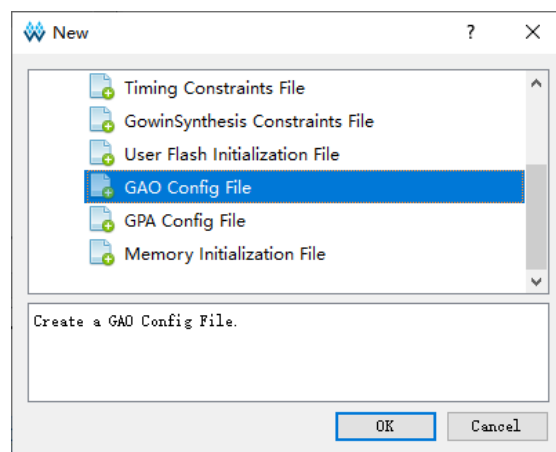 New
Timing Constraints File
GowinSynthesis Constraints File
User Flash Initialization File
GAO Config File
GPA Config File
Memory Initialization File
Create a GAO Config File.
OK Cancel